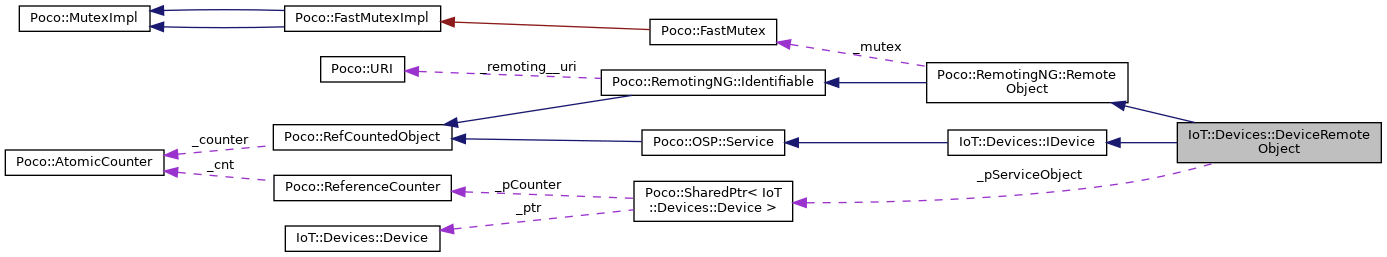 Poco::MutexImpl
Poco::FastMutexImpl
Poco::FastMutex
_mutex
Poco::URI
_remoting__uri
Poco::RemotingNG::Identifiable
Poco::RemotingNG::Remote
Object
Poco::RefCountedObject
_counter
Poco::OSP::Service
IoT::Devices::IDevice
IoT::Devices::DeviceRemote
Object
Poco::AtomicCounter
_cnt
Poco::ReferenceCounter
_pCounter
Poco::SharedPtr< IoT
::Devices::Device >
_pServiceObject
_ptr
IoT::Devices::Device